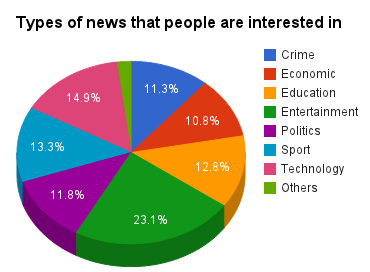 Types of news that people are interested in
Crime
Economic
Education
Entertainment
Politics
Sport
Technology
Others
11.3%
10.8%
12.8%
23.1%
11.8%
13.3%
14.9%